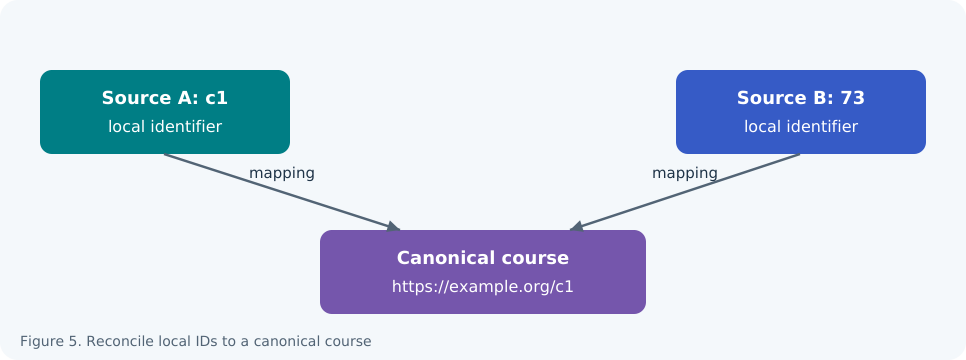 Source A: c1
local identifier
Source B: 73
local identifier
mapping
mapping
Canonical course
https://example.org/c1
Figure 5. Reconcile local IDs to a canonical course